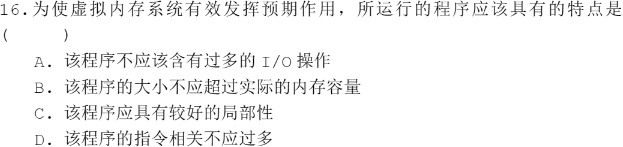 16.为使虚拟内存系统有效发挥预期作用，所运行的程序应该具有的特点是
(    )
A. 该程序不应该含有过多的 I/O 操作
B. 该程序的大小不应超过实际的内存容量
C. 该程序应具有较好的局部性
D. 该程序的指令相关不应过多